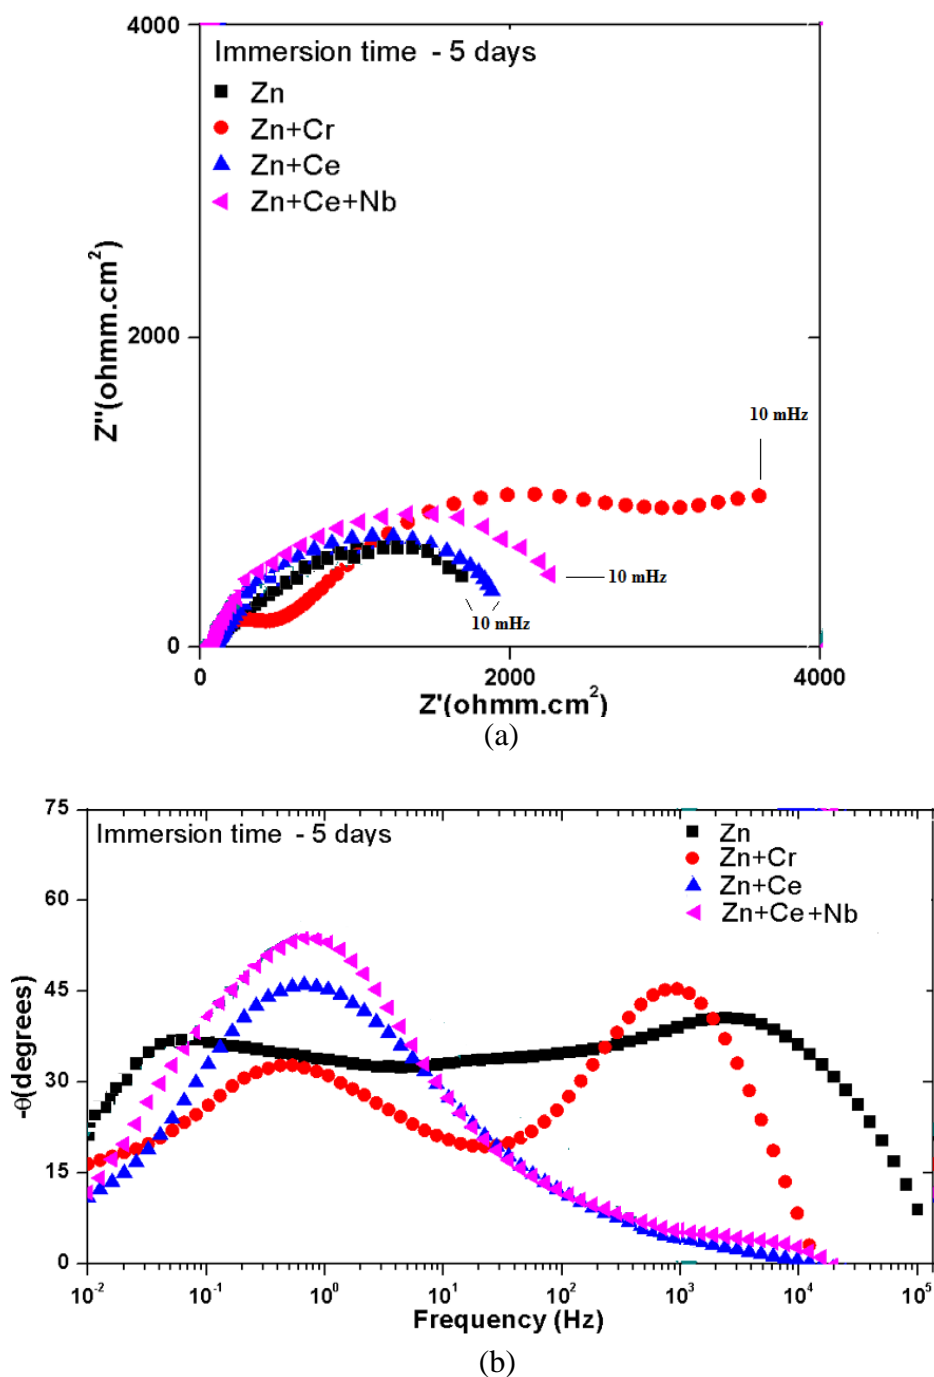 4000
Immersion time - 5 days
Zn
Zn+Cr
Zn+Ce
Zn+Ce+Nb
Z''(ohmm.cm²)
2000
10 mHz
10 mHz
10 mHz
0
0 2000 4000
Z'(ohmm.cm²)
(a)
75
Immersion time - 5 days
Zn
Zn+Cr
Zn+Ce
Zn+Ce+Nb
60
45
-θ(degrees)
30
15
0
10⁻² 10⁻¹ 10⁰ 10¹ 10² 10³ 10⁴ 10⁵
Frequency (Hz)
(b)